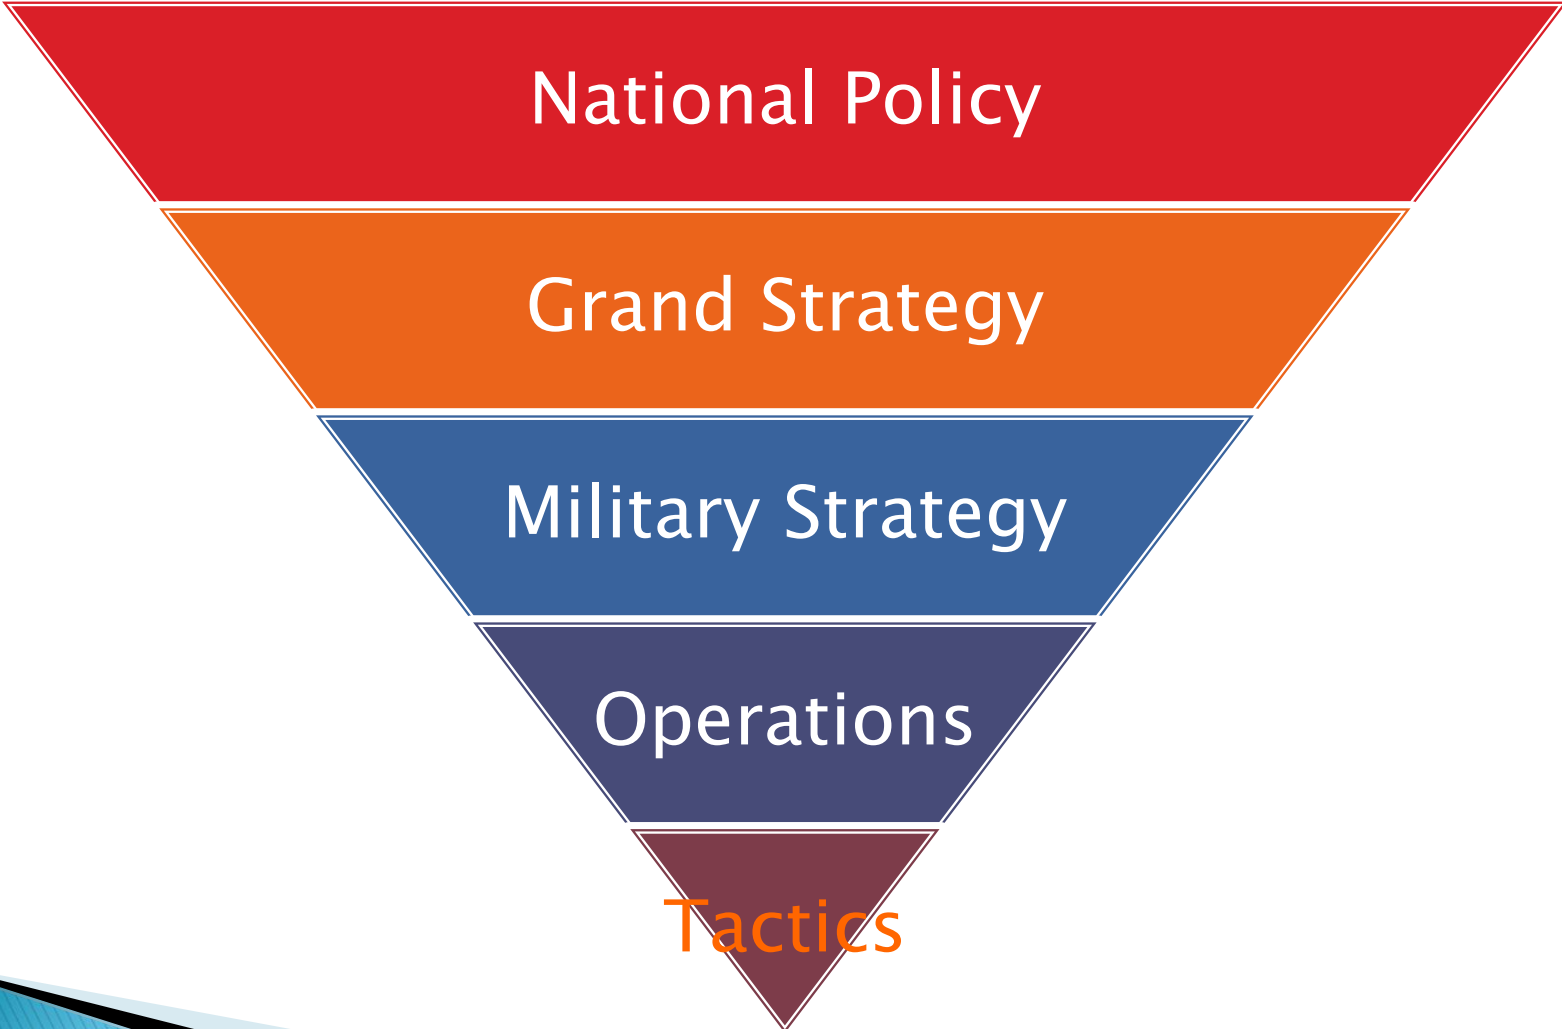 National Policy
Grand Strategy
Military Strategy
Operations
Tactics